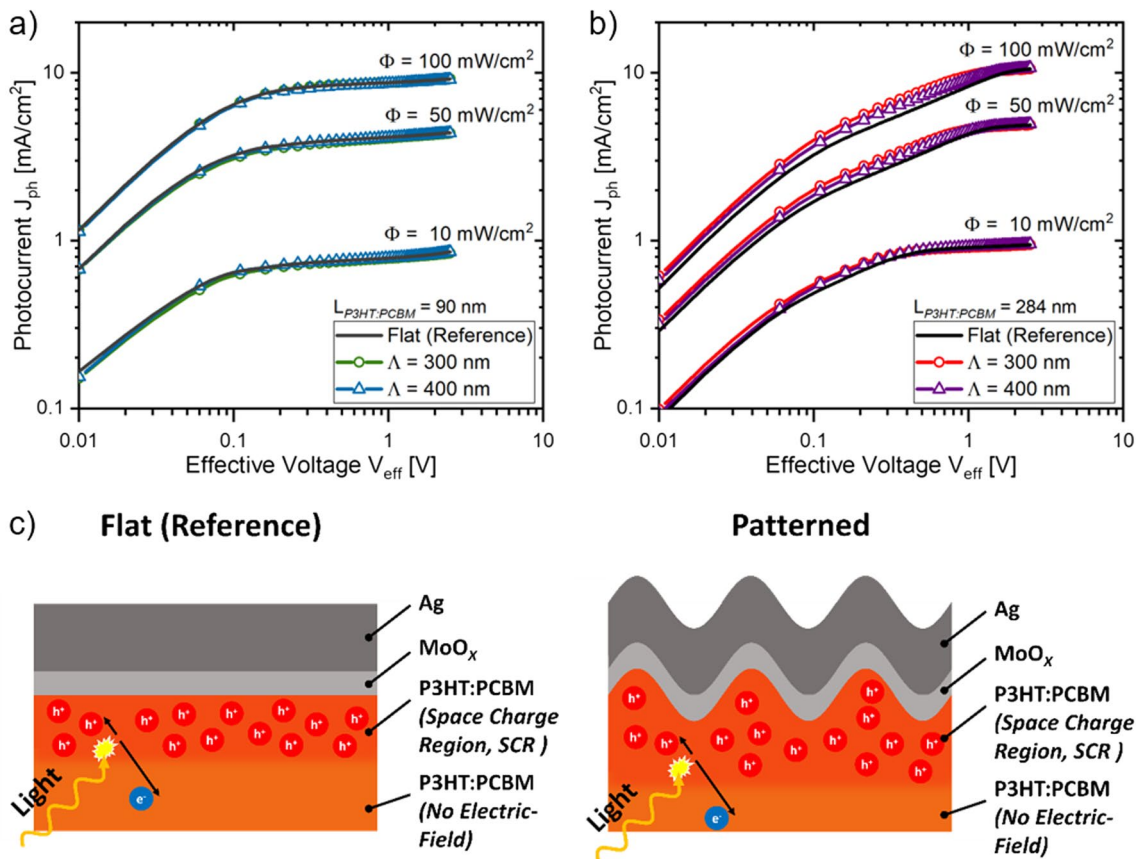 a)
Photocurrent J_ph [mA/cm²]
10
1
0.1
Φ = 100 mW/cm²
Φ = 50 mW/cm²
Φ = 10 mW/cm²
L_P3HT:PCBM = 90 nm
Flat (Reference)
Λ = 300 nm
Λ = 400 nm
0.01 0.1 1 10
Effective Voltage V_eff [V]
b)
Photocurrent J_ph [mA/cm²]
10
1
0.1
Φ = 100 mW/cm²
Φ = 50 mW/cm²
Φ = 10 mW/cm²
L_P3HT:PCBM = 284 nm
Flat (Reference)
Λ = 300 nm
Λ = 400 nm
0.01 0.1 1 10
Effective Voltage V_eff [V]
c)
Flat (Reference)
Ag
MoO_X
P3HT:PCBM
(Space Charge
Region, SCR )
P3HT:PCBM
(No Electric-
Field)
h⁺ h⁺ h⁺ h⁺ h⁺ h⁺ h⁺
h⁺ h⁺ h⁺ h⁺ h⁺ h⁺
e⁻
Light
Patterned
Ag
MoO_X
P3HT:PCBM
(Space Charge
Region, SCR )
P3HT:PCBM
(No Electric-
Field)
h⁺ h⁺ h⁺
h⁺ h⁺ h⁺ h⁺ h⁺ h⁺ h⁺
h⁺ h⁺ h⁺
e⁻
Light